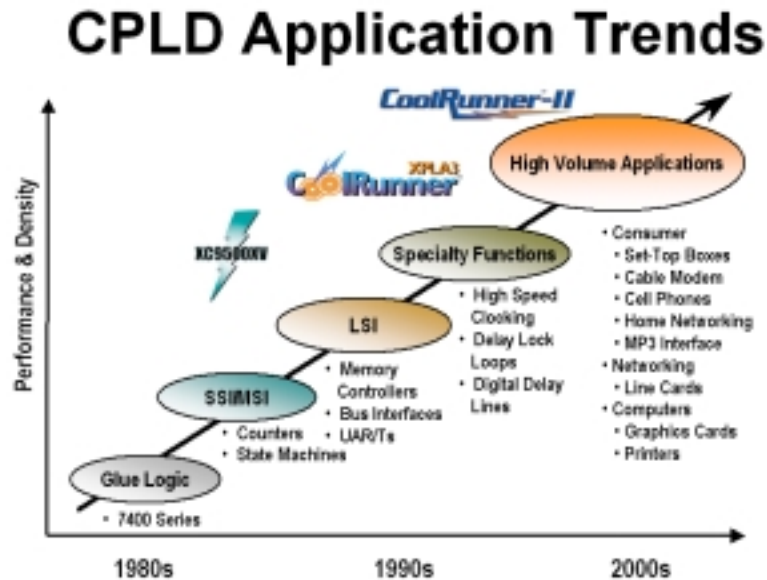 CPLD Application Trends
CoolRunner-II
High Volume Applications
XPLA3
CoolRunner
XC9500XV
Specialty Functions
• Consumer
• Set-Top Boxes
• Cable Modem
• Cell Phones
• Home Networking
• MP3 Interface
• Networking
• Line Cards
• Computers
• Graphics Cards
• Printers
• High Speed
Clocking
• Delay Lock
Loops
• Digital Delay
Lines
LSI
• Memory
Controllers
• Bus Interfaces
• UAR/Ts
SSI/MSI
• Counters
• State Machines
Glue Logic
• 7400 Series
Performance & Density
1980s
1990s
2000s